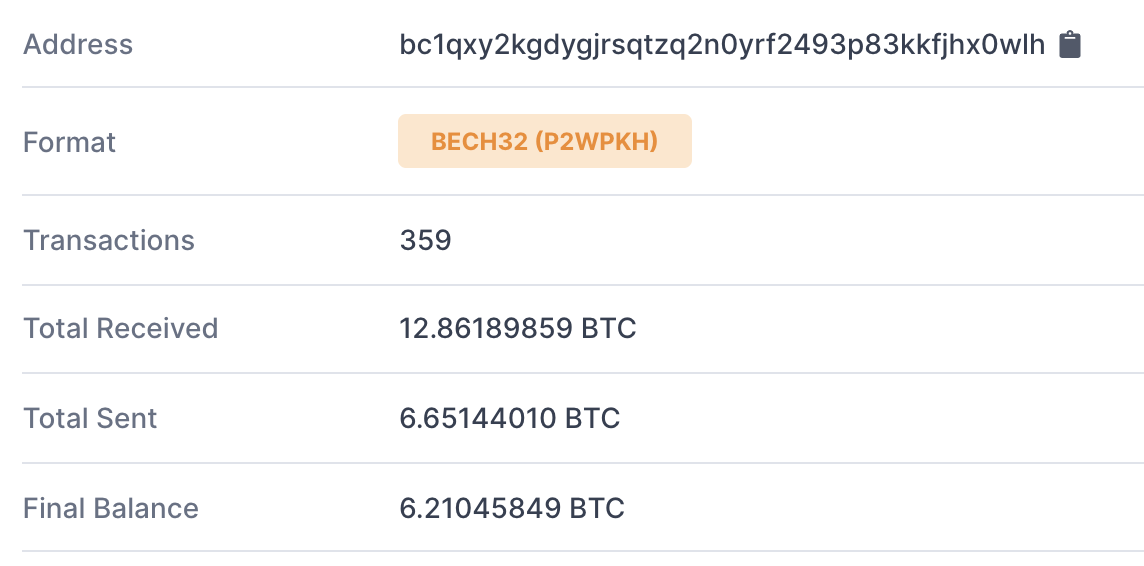 Address bc1qxy2kgdygjrsqtzq2n0yrf2493p83kkfjhx0wlh
Format BECH32 (P2WPKH)
Transactions 359
Total Received 12.86189859 BTC
Total Sent 6.65144010 BTC
Final Balance 6.21045849 BTC